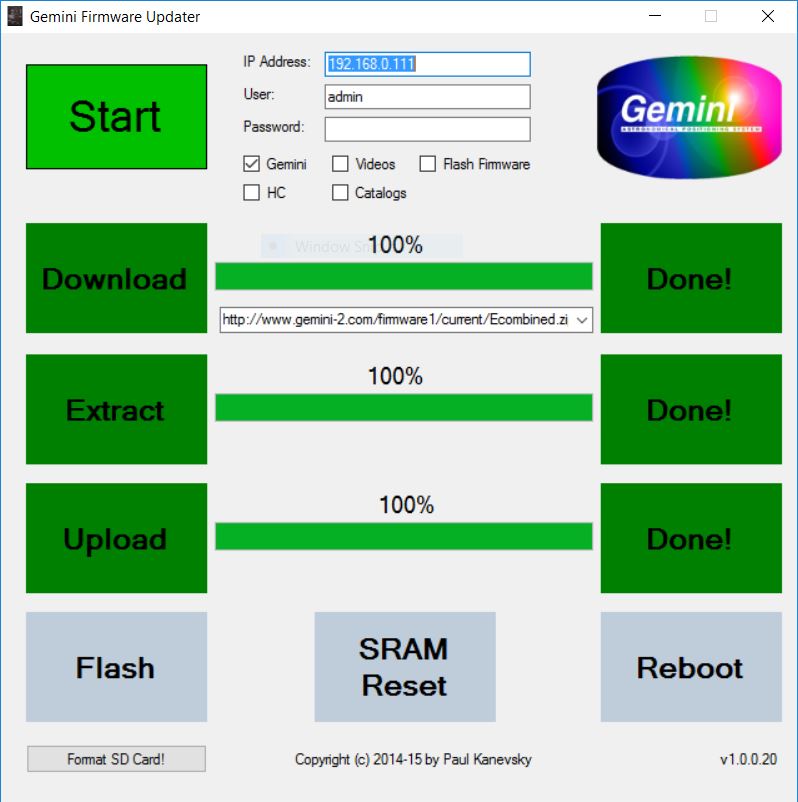 Gemini Firmware Updater
Start
IP Address: 192.168.0.111
User: admin
Password:
Gemini
Videos
Flash Firmware
HC
Catalogs
Gemini
ASTRONOMICAL POSITIONING SYSTEM
Download
Window
100%
Done!
http://www.gemini-2.com/firmware1/current/Ecombined.zi
Extract
100%
Done!
Upload
100%
Done!
Flash
SRAM
Reset
Reboot
Format SD Card!
Copyright (c) 2014-15 by Paul Kanevsky
v1.0.0.20